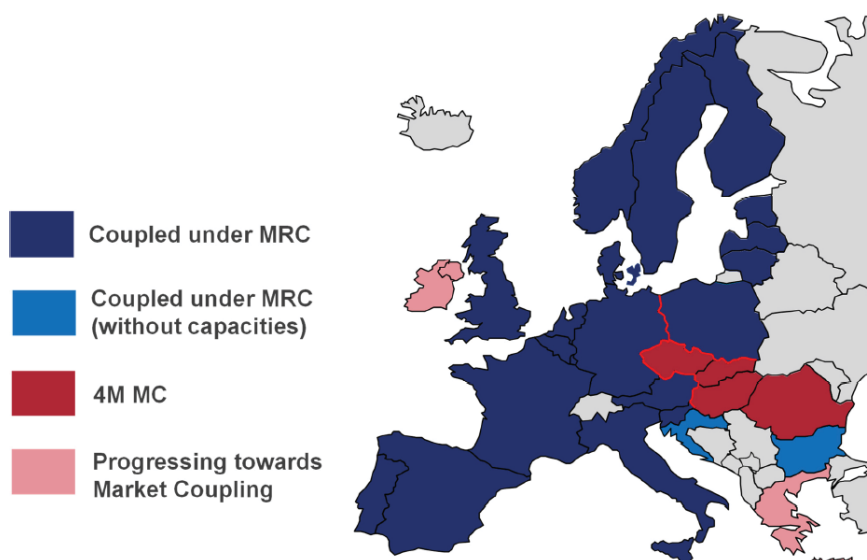 Coupled under MRC
Coupled under MRC
(without capacities)
4M MC
Progressing towards
Market Coupling